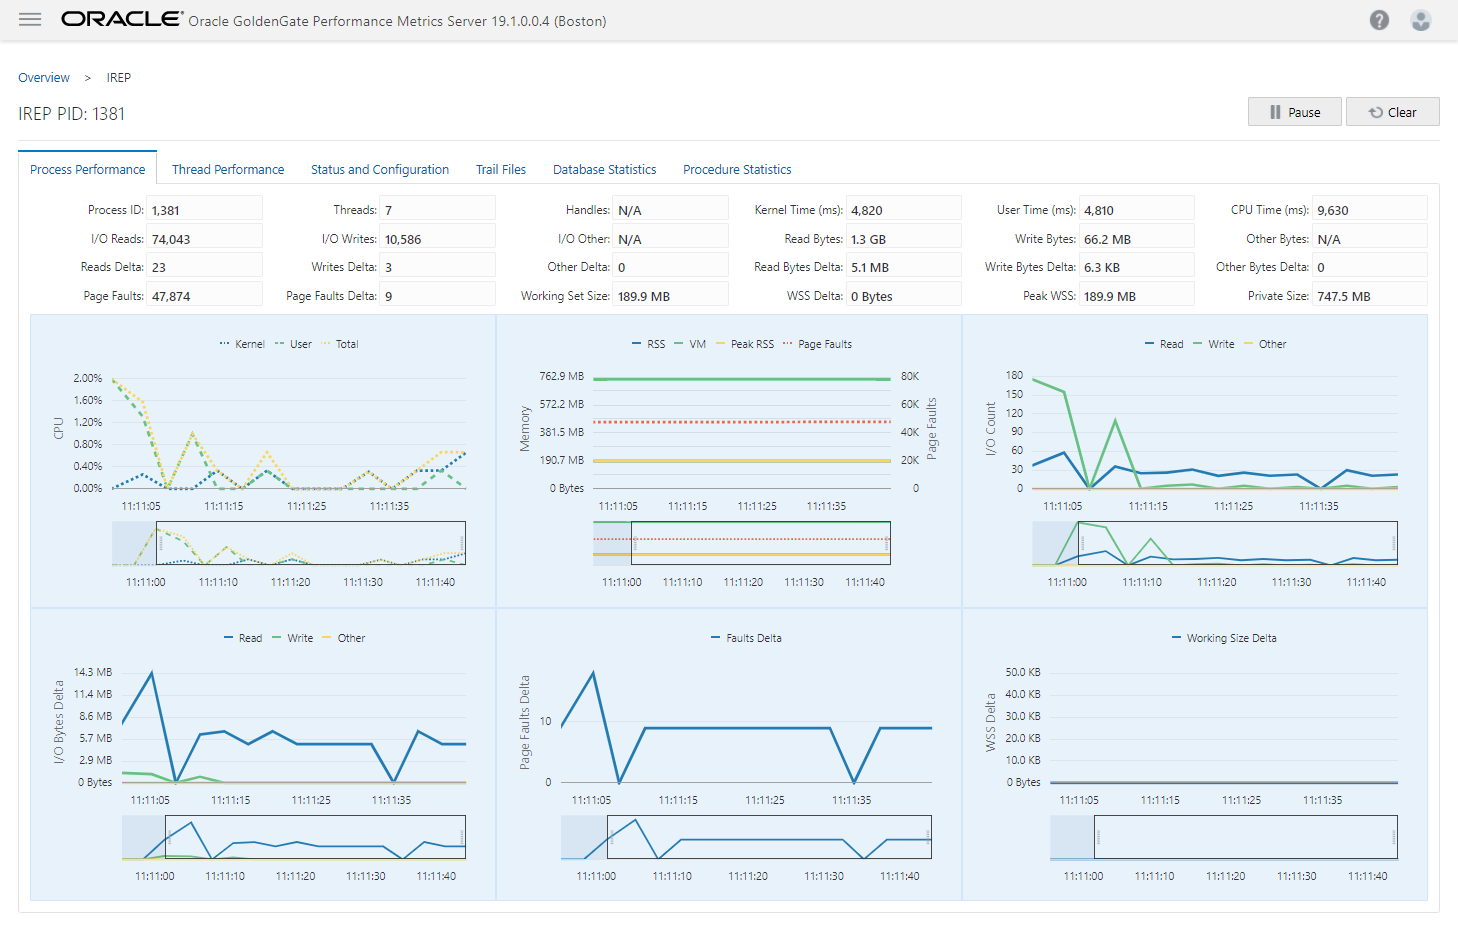 ORACLE® Oracle GoldenGate Performance Metrics Server 19.1.0.0.4 (Boston)
Overview > IREP
IREP PID: 1381
Pause Clear
Process Performance Thread Performance Status and Configuration Trail Files Database Statistics Procedure Statistics
Process ID: 1,381 Threads: 7 Handles: N/A Kernel Time (ms): 4,820 User Time (ms): 4,810 CPU Time (ms): 9,630
I/O Reads: 74,043 I/O Writes: 10,586 I/O Other: N/A Read Bytes: 1.3 GB Write Bytes: 66.2 MB Other Bytes: N/A
Reads Delta: 23 Writes Delta: 3 Other Delta: 0 Read Bytes Delta: 5.1 MB Write Bytes Delta: 6.3 KB Other Bytes Delta: 0
Page Faults: 47,874 Page Faults Delta: 9 Working Set Size: 189.9 MB WSS Delta: 0 Bytes Peak WSS: 189.9 MB Private Size: 747.5 MB
Kernel User Total
2.00%
1.60%
1.20%
0.80%
0.40%
0.00%
CPU
11:11:05 11:11:15 11:11:25 11:11:35
11:11:00 11:11:10 11:11:20 11:11:30 11:11:40
RSS VM Peak RSS Page Faults
762.9 MB 80K
572.2 MB 60K
381.5 MB 40K
190.7 MB 20K
0 Bytes 0
Memory
Page Faults
11:11:05 11:11:15 11:11:25 11:11:35
11:11:00 11:11:10 11:11:20 11:11:30 11:11:40
Read Write Other
180
150
120
90
60
30
0
I/O Count
11:11:05 11:11:15 11:11:25 11:11:35
11:11:00 11:11:10 11:11:20 11:11:30 11:11:40
Read Write Other
14.3 MB
11.4 MB
8.6 MB
5.7 MB
2.9 MB
0 Bytes
I/O Bytes Delta
11:11:05 11:11:15 11:11:25 11:11:35
11:11:00 11:11:10 11:11:20 11:11:30 11:11:40
Faults Delta
10
0
Page Faults Delta
11:11:05 11:11:15 11:11:25 11:11:35
11:11:00 11:11:10 11:11:20 11:11:30 11:11:40
Working Size Delta
50.0 KB
40.0 KB
30.0 KB
20.0 KB
10.0 KB
0 Bytes
WSS Delta
11:11:05 11:11:15 11:11:25 11:11:35
11:11:00 11:11:10 11:11:20 11:11:30 11:11:40